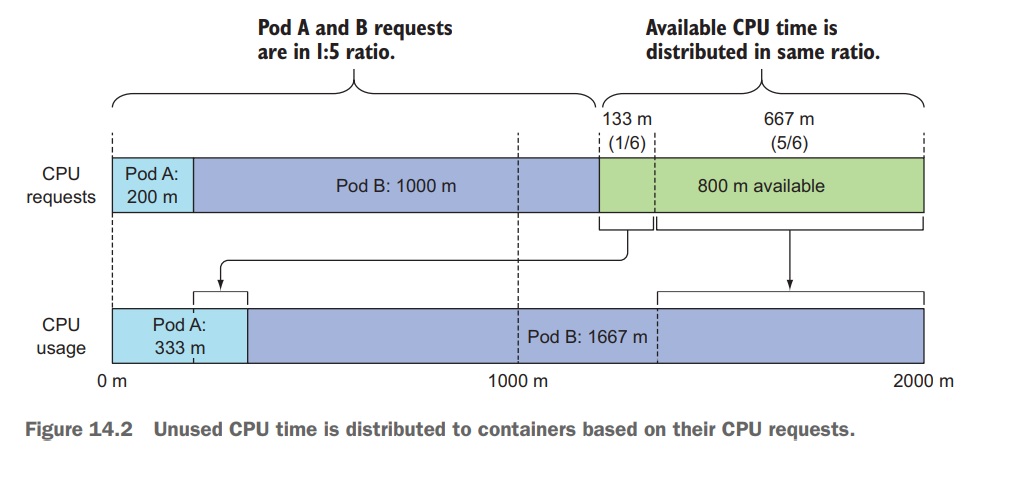 Pod A and B requests
are in 1:5 ratio.
Available CPU time is
distributed in same ratio.
133 m
(1/6)
667 m
(5/6)
CPU
requests
Pod A:
200 m
Pod B: 1000 m
800 m available
CPU
usage
Pod A:
333 m
Pod B: 1667 m
0 m
1000 m
2000 m
Figure 14.2 Unused CPU time is distributed to containers based on their CPU requests.